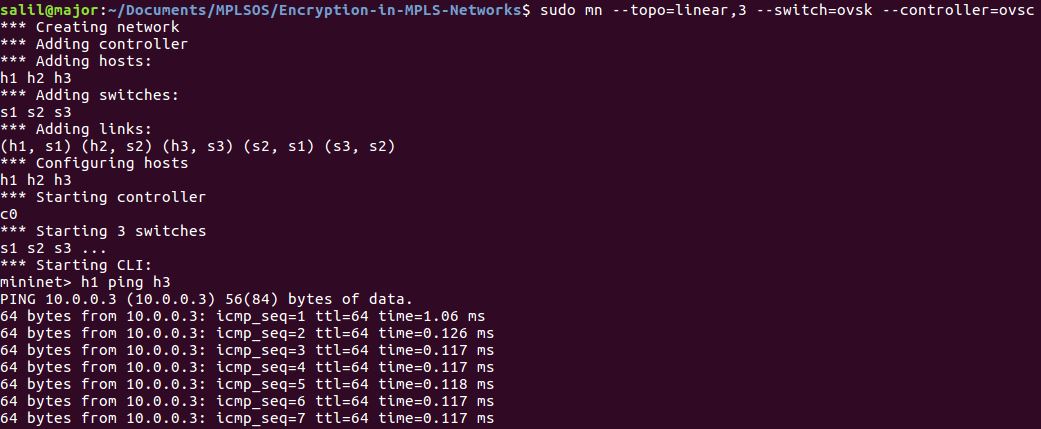 salil@major:~/Documents/MPLSOS/Encryption-in-MPLS-Networks$ sudo mn --topo=linear,3 --switch=ovsk --controller=ovsc
*** Creating network
*** Adding controller
*** Adding hosts:
h1 h2 h3
*** Adding switches:
s1 s2 s3
*** Adding links:
(h1, s1) (h2, s2) (h3, s3) (s2, s1) (s3, s2)
*** Configuring hosts
h1 h2 h3
*** Starting controller
c0
*** Starting 3 switches
s1 s2 s3 ...
*** Starting CLI:
mininet> h1 ping h3
PING 10.0.0.3 (10.0.0.3) 56(84) bytes of data.
64 bytes from 10.0.0.3: icmp_seq=1 ttl=64 time=1.06 ms
64 bytes from 10.0.0.3: icmp_seq=2 ttl=64 time=0.126 ms
64 bytes from 10.0.0.3: icmp_seq=3 ttl=64 time=0.117 ms
64 bytes from 10.0.0.3: icmp_seq=4 ttl=64 time=0.117 ms
64 bytes from 10.0.0.3: icmp_seq=5 ttl=64 time=0.118 ms
64 bytes from 10.0.0.3: icmp_seq=6 ttl=64 time=0.117 ms
64 bytes from 10.0.0.3: icmp_seq=7 ttl=64 time=0.117 ms